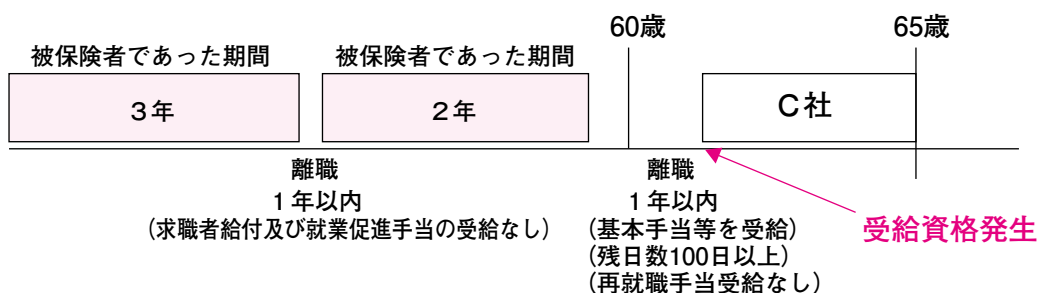 60歳
65歳
被保険者であった期間
被保険者であった期間
3年
2年
C社
離職
1年以内
(求職者給付及び就業促進手当の受給なし)
離職
1年以内
(基本手当等を受給)
(残日数100日以上)
(再就職手当受給なし)
受給資格発生